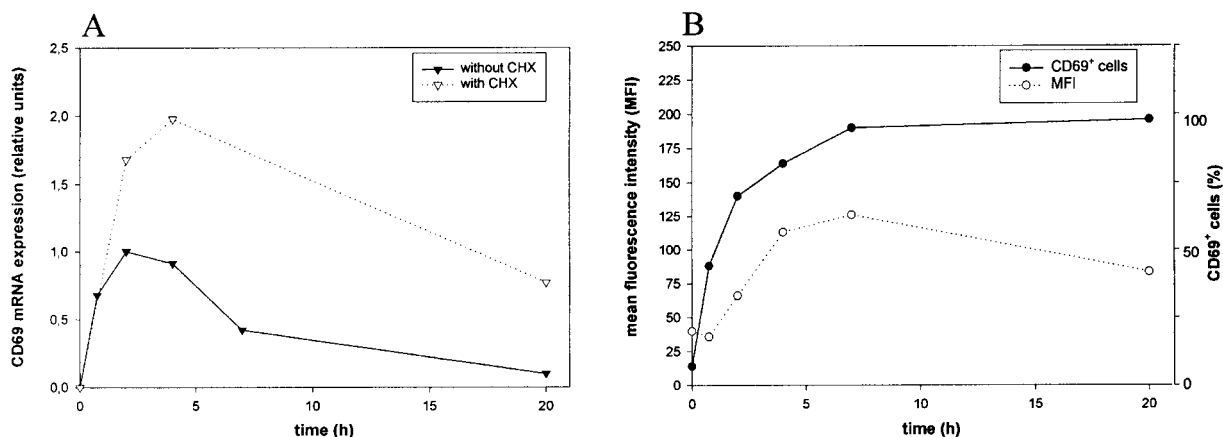 A
2,5
2,0
1,5
1,0
0,5
0,0
CD69 mRNA expression (relative units)
without CHX
with CHX
0
5
10
15
20
time (h)
B
250
225
200
175
150
125
100
75
50
25
0
mean fluorescence intensity (MFI)
CD69+ cells
MFI
100
50
0
CD69+ cells (%)
0
5
10
15
20
time (h)